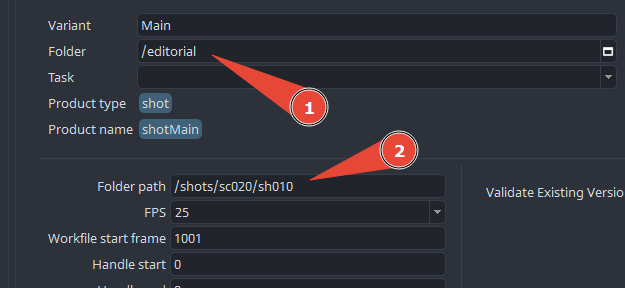 Variant Main
Folder /editorial
Task
Product type shot
1
Product name shotMain
2
Folder path /shots/sc020/sh010
Validate Existing Versio
FPS 25
Workfile start frame 1001
Handle start 0